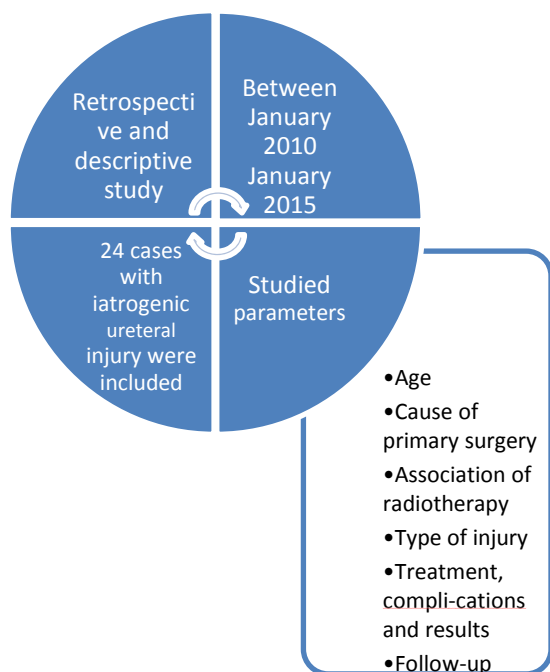 Retrospecti
ve and
descriptive
study
Between
January
2010
January
2015
24 cases
with
iatrogenic
ureteral
injury were
included
Studied
parameters
•Age
•Cause of
primary surgery
•Association of
radiotherapy
•Type of injury
•Treatment,
compli-cations
and results
•Follow-up